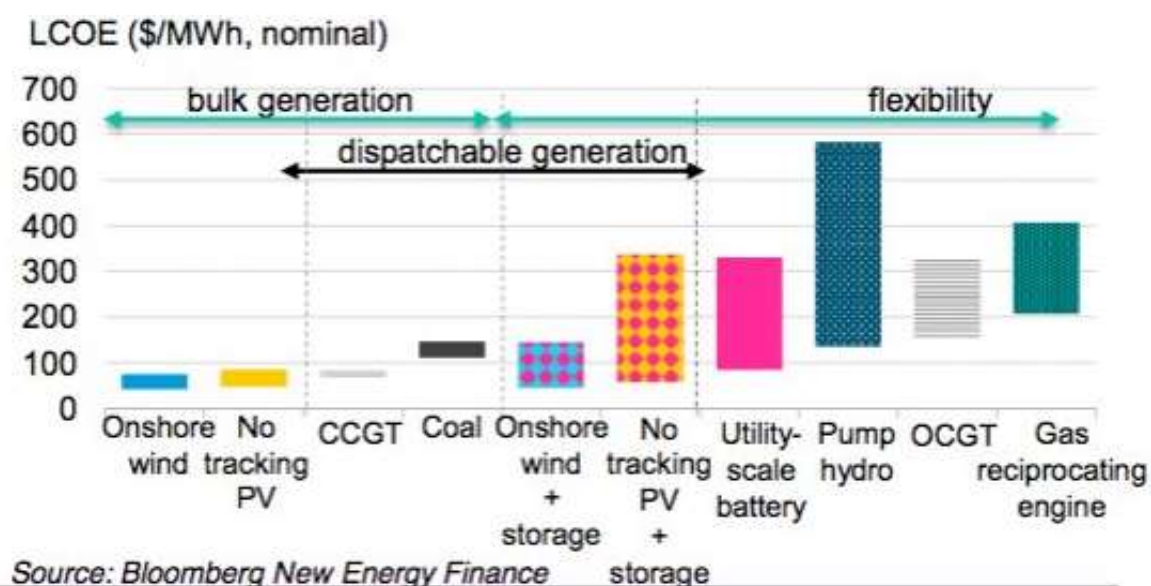 LCOE ($/MWh, nominal)
700
bulk generation
flexibility
600
dispatchable generation
500
400
300
200
100
0
Onshore wind
No tracking PV
CCGT
Coal
Onshore wind + storage
No tracking PV + storage
Utility-scale battery
Pump hydro
OCGT
Gas reciprocating engine
Source: Bloomberg New Energy Finance